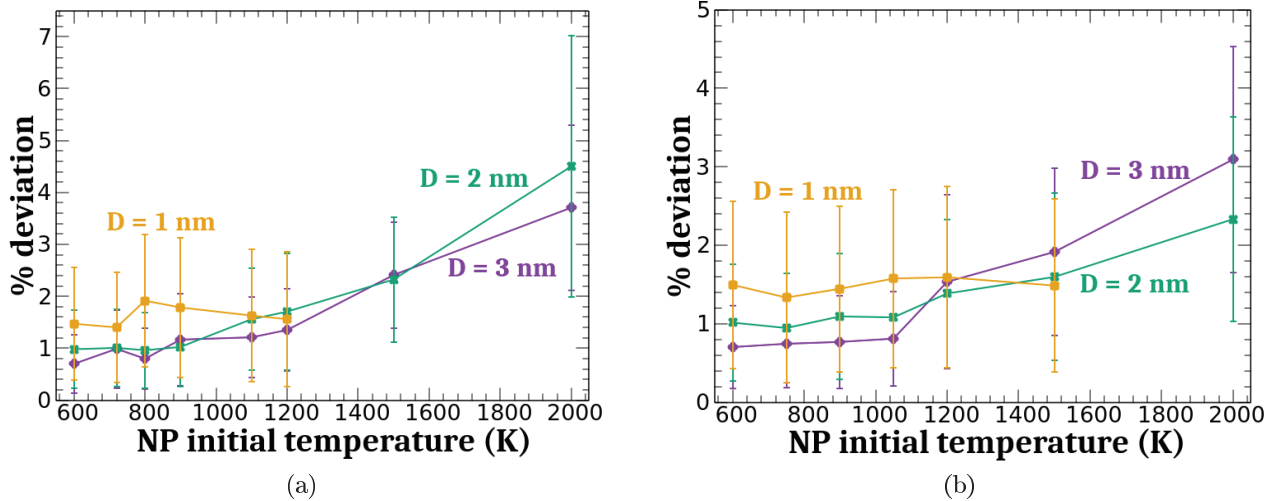 7
6
5
4
3
2
1
0
% deviation
D = 2 nm
D = 1 nm
D = 3 nm
600 800 1000 1200 1400 1600 1800 2000
NP initial temperature (K)
(a)
5
4
3
2
1
0
% deviation
D = 3 nm
D = 1 nm
D = 2 nm
600 800 1000 1200 1400 1600 1800 2000
NP initial temperature (K)
(b)